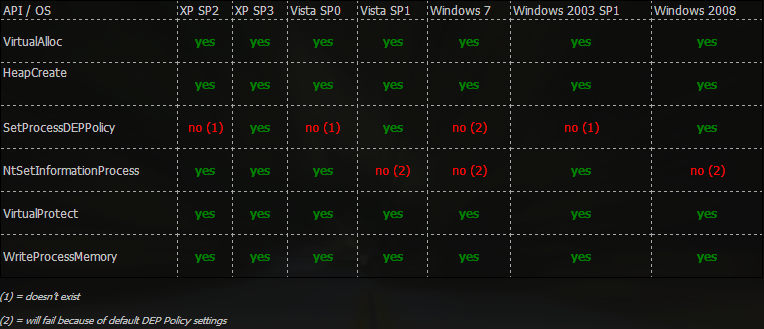 API / OS XP SP2 XP SP3 Vista SP0 Vista SP1 Windows 7 Windows 2003 SP1 Windows 2008
VirtualAlloc yes yes yes yes yes yes yes
HeapCreate yes yes yes yes yes yes yes
SetProcessDEPPolicy no (1) yes no (1) yes no (2) no (1) yes
NtSetInformationProcess yes yes yes no (2) no (2) yes no (2)
VirtualProtect yes yes yes yes yes yes yes
WriteProcessMemory yes yes yes yes yes yes yes
(1) = doesn't exist
(2) = will fail because of default DEP Policy settings